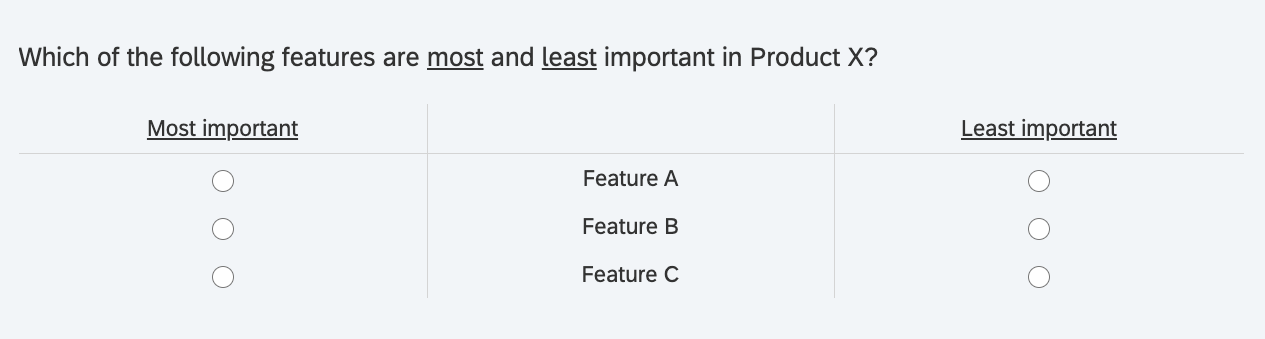 Which of the following features are most and least important in Product X?
Most important Least important
Feature A
Feature B
Feature C